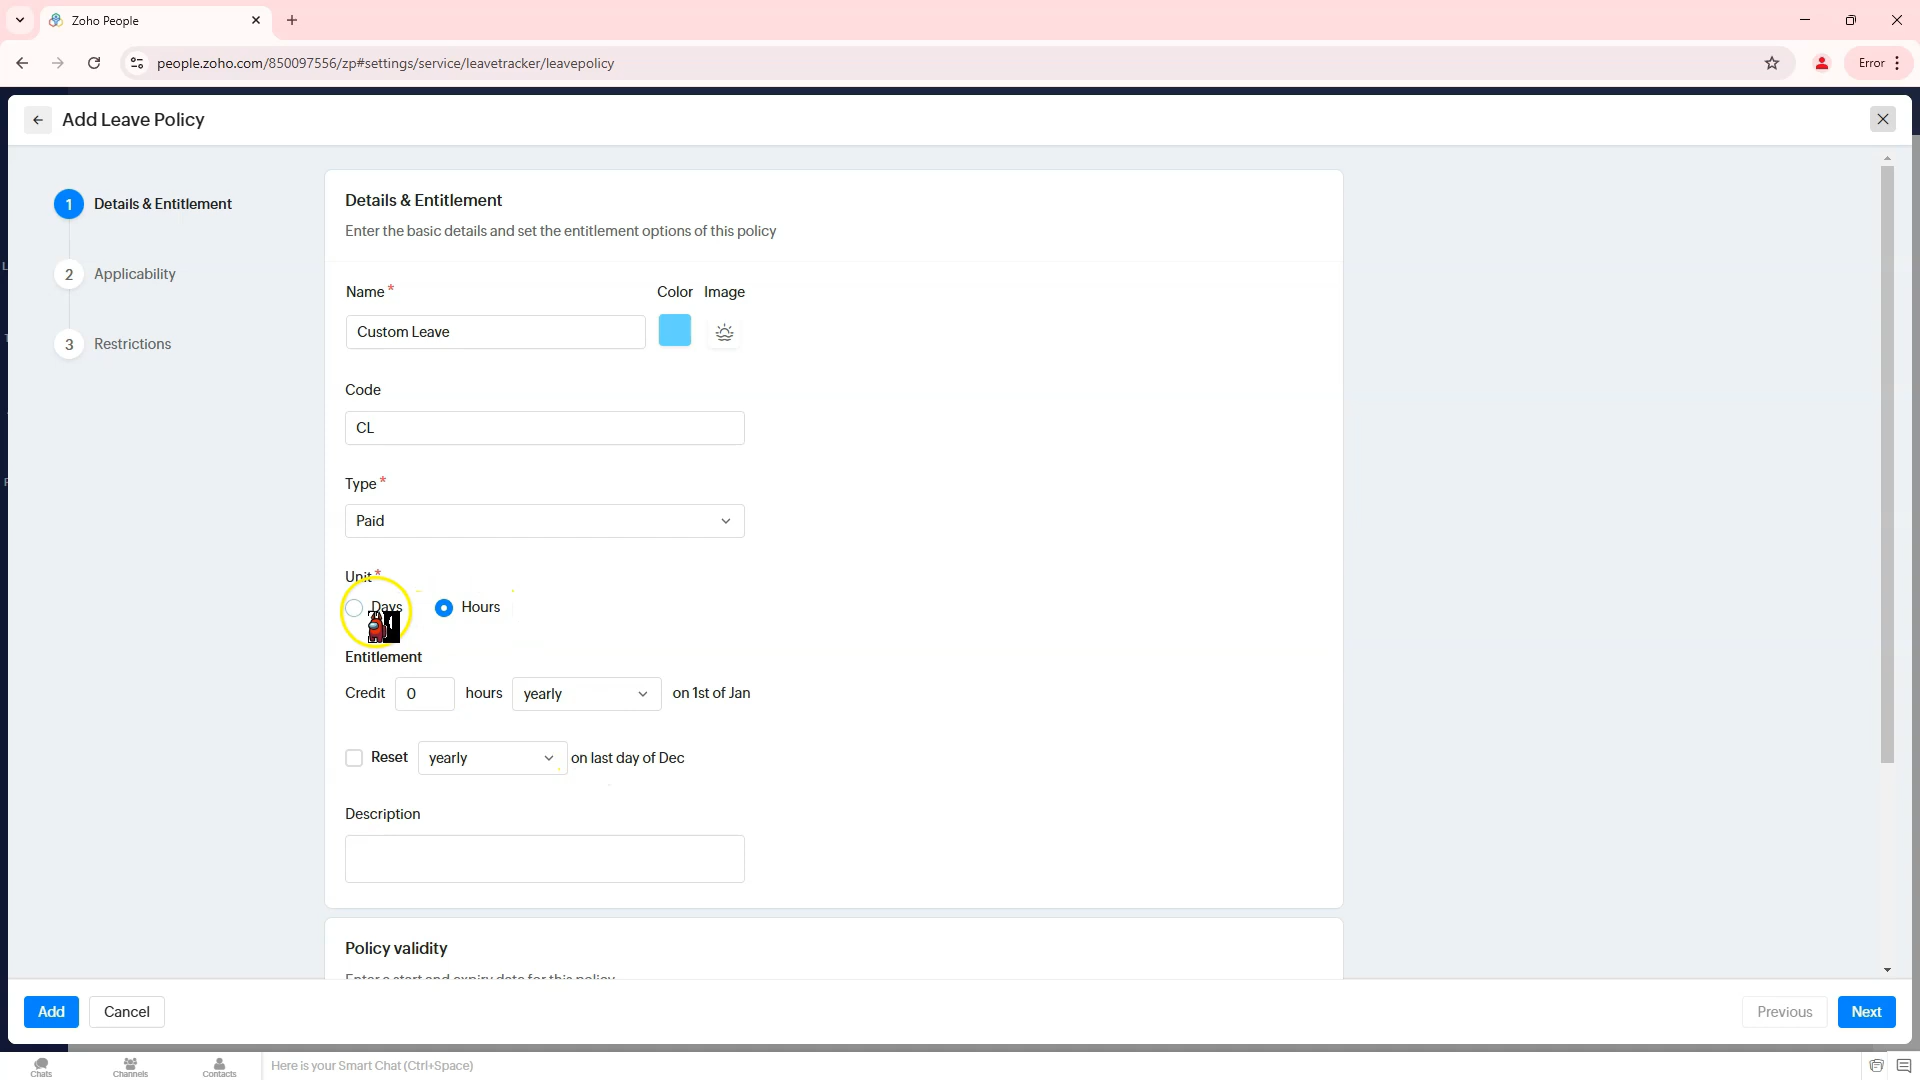 Zoho People
people.zoho.com/850097556/zp#settings/service/leavetracker/leavepolicy
Error
Add Leave Policy
1 Details & Entitlement
2 Applicability
3 Restrictions
Details & Entitlement
Enter the basic details and set the entitlement options of this policy
Name *
Color Image
Custom Leave
Code
CL
Type *
Paid
Unit *
Days Hours
Entitlement
Credit 0 hours yearly on 1st of Jan
Reset yearly on last day of Dec
Description
Policy validity
Enter a start and expiry date for this policy
Add Cancel Previous Next
Chats Channels Contacts Here is your Smart Chat (Ctrl+Space)